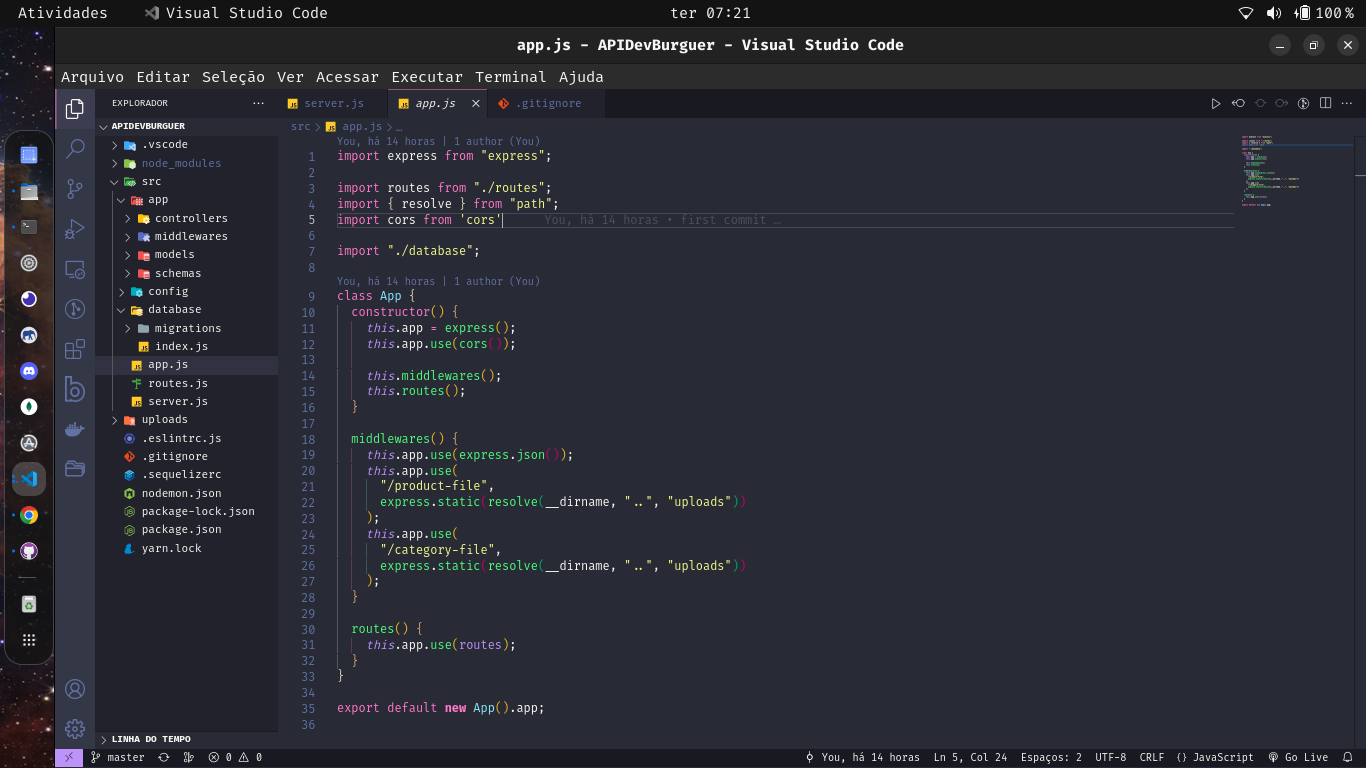 Atividades
Visual Studio Code
ter 07:21
100 %
app.js - APIDevBurguer - Visual Studio Code
Arquivo Editar Seleção Ver Acessar Executar Terminal Ajuda
EXPLORADOR
server.js
app.js
.gitignore
APIDEVBURGUER
.vscode
node_modules
src
app
controllers
middlewares
models
schemas
config
database
migrations
index.js
app.js
routes.js
server.js
uploads
.eslintrc.js
.gitignore
.sequelizerc
nodemon.json
package-lock.json
package.json
yarn.lock
LINHA DO TEMPO
src > app.js > …
You, há 14 horas | 1 author (You)
1 import express from "express";
2
3 import routes from "./routes";
4 import { resolve } from "path";
5 import cors from 'cors' You, há 14 horas • first commit …
6
7 import "./database";
8
You, há 14 horas | 1 author (You)
9 class App {
10 constructor() {
11 this.app = express();
12 this.app.use(cors());
13
14 this.middlewares();
15 this.routes();
16 }
17
18 middlewares() {
19 this.app.use(express.json());
20 this.app.use(
21 "/product-file",
22 express.static(resolve(__dirname, "..", "uploads"))
23 );
24 this.app.use(
25 "/category-file",
26 express.static(resolve(__dirname, "..", "uploads"))
27 );
28 }
29
30 routes() {
31 this.app.use(routes);
32 }
33 }
34
35 export default new App().app;
36
master
0 0
You, há 14 horas
Ln 5, Col 24
Espaços: 2
UTF-8
CRLF
{} JavaScript
Go Live